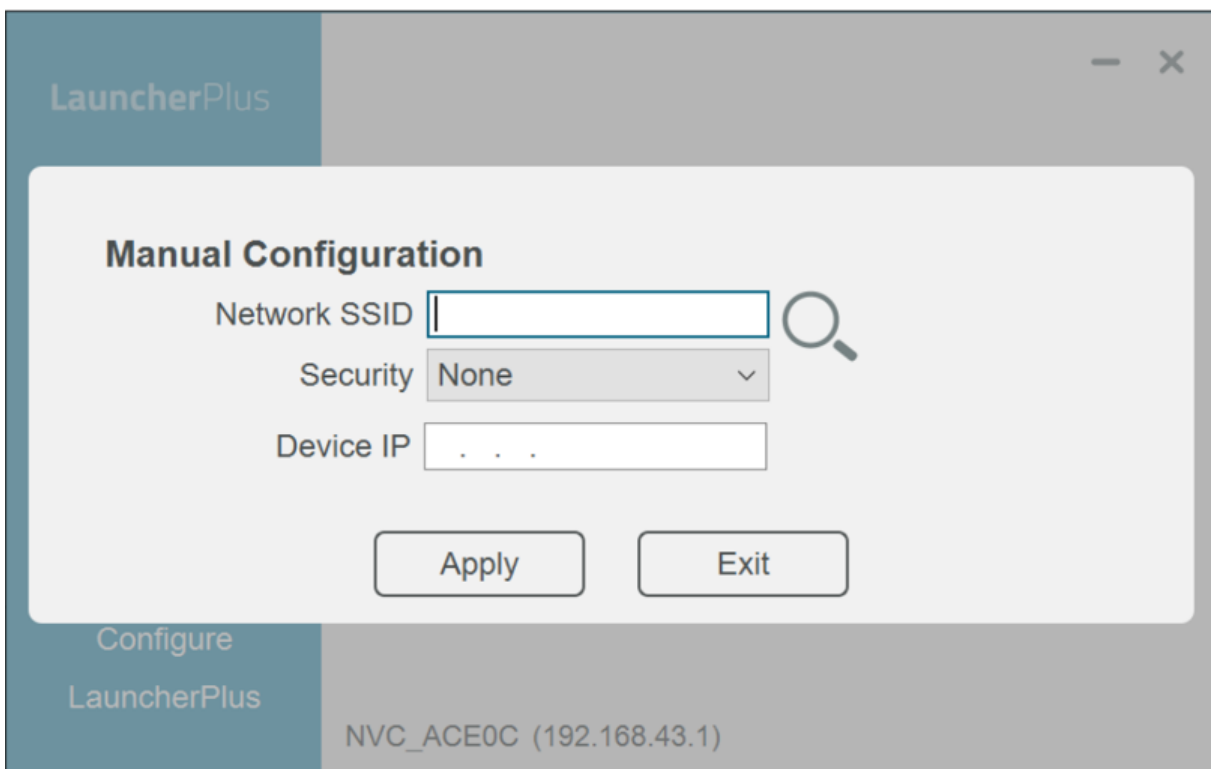 LauncherPlus
Manual Configuration
Network SSID
Security None
Device IP . . .
Apply Exit
Configure
LauncherPlus
NVC_ACE0C (192.168.43.1)